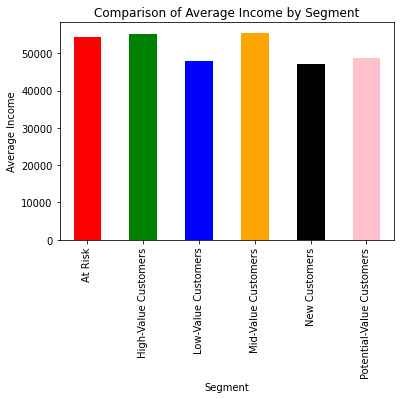 Comparison of Average Income by Segment
Average Income
50000
40000
30000
20000
10000
0
At Risk
High-Value Customers
Low-Value Customers
Mid-Value Customers
New Customers
Potential-Value Customers
Segment